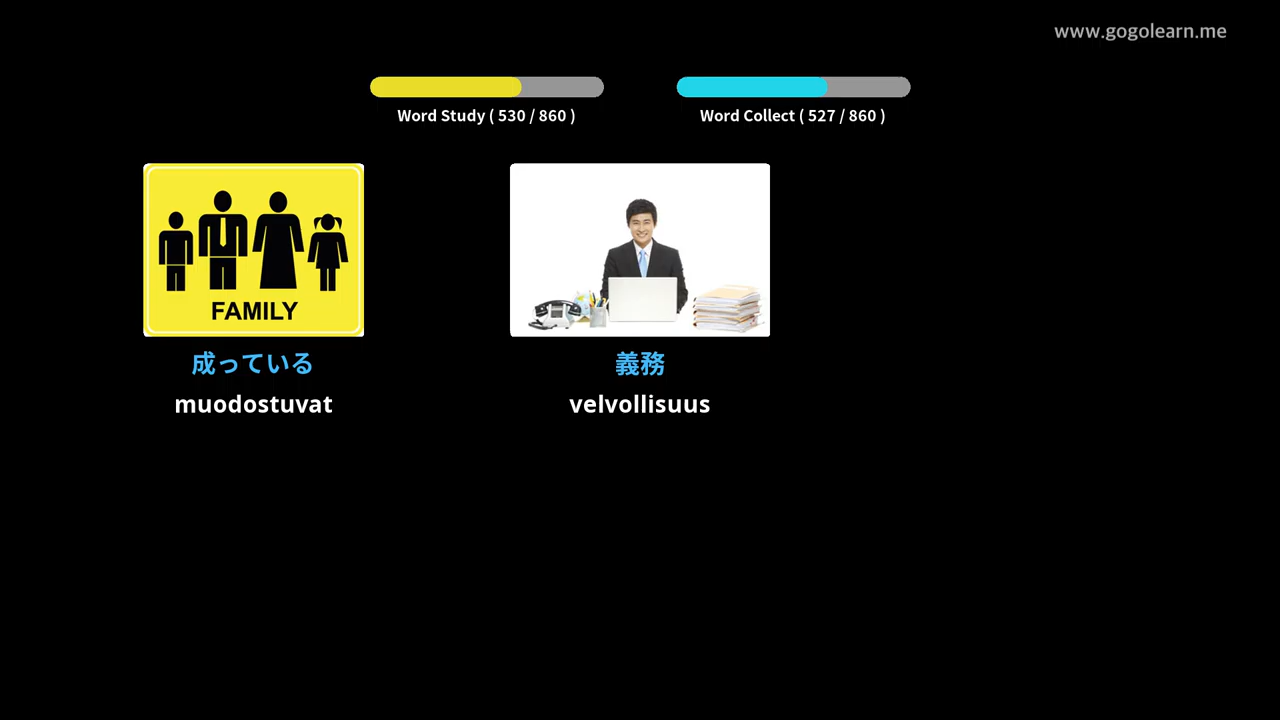 www.gogolearn.me
Word Study ( 530 / 860 )
Word Collect ( 527 / 860 )
FAMILY
成っている
義務
muodostuvat
velvollisuus